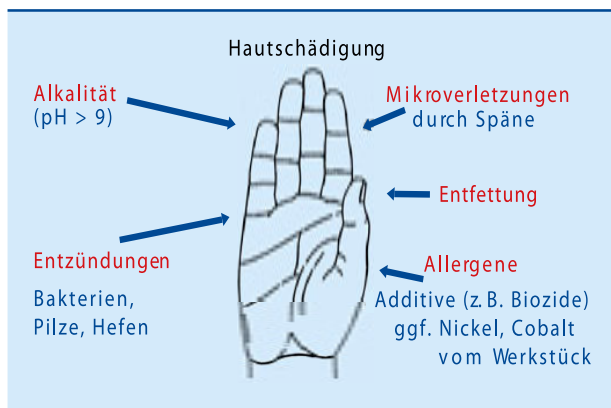 Hautschädigung
Alkalität
(pH > 9)
Mikroverletzungen
durch Späne
Entfettung
Entzündungen
Bakterien,
Pilze, Hefen
Allergene
Additive (z. B. Biozide)
ggf. Nickel, Cobalt
vom Werkstück